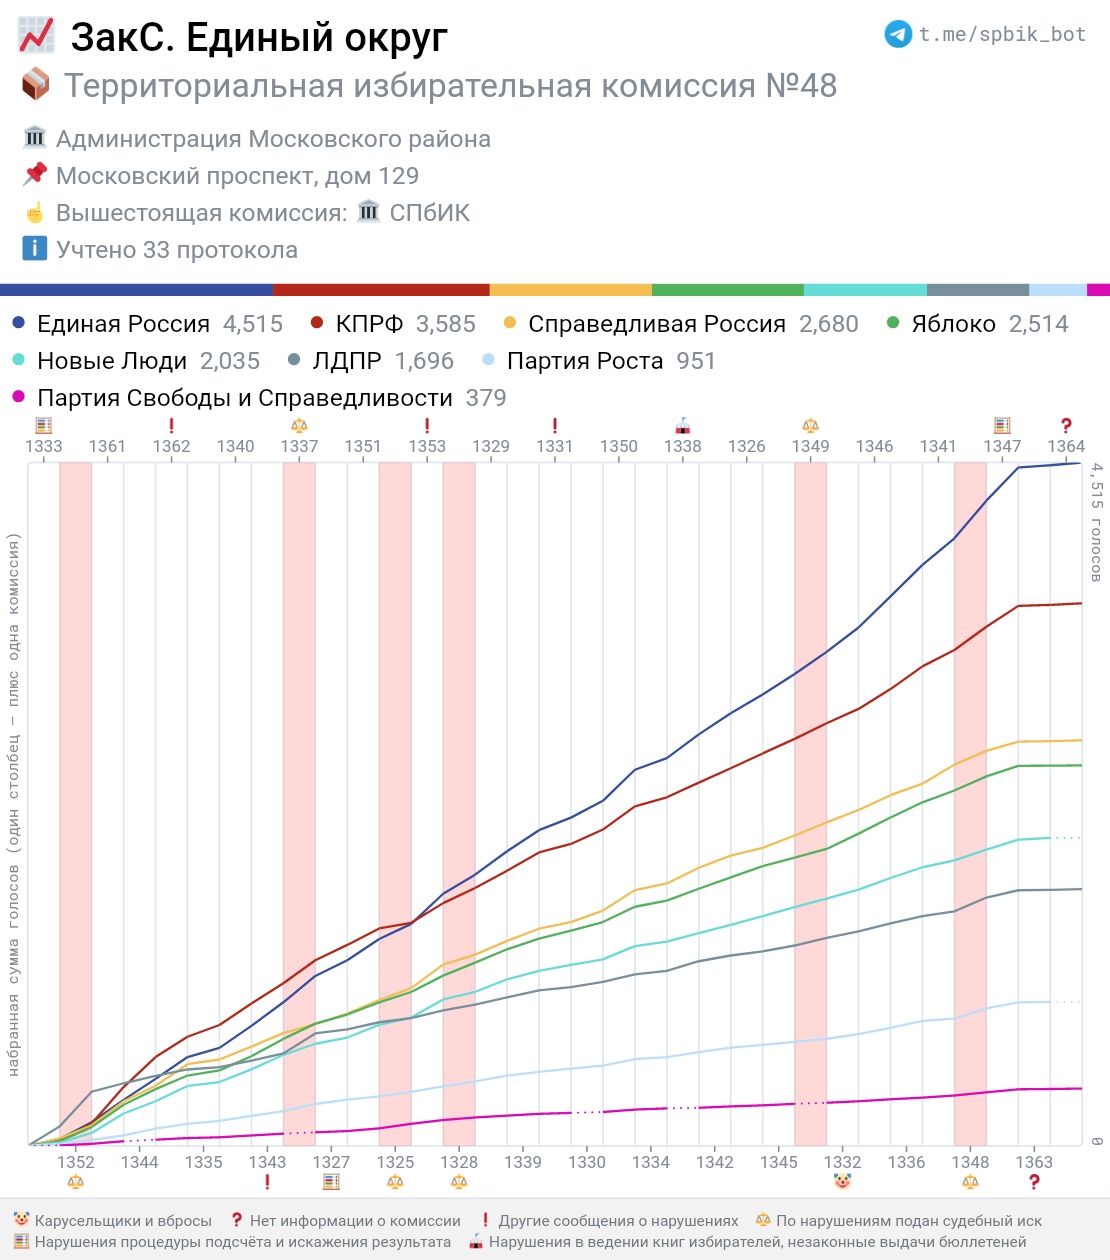 ЗакС. Единый округ
t.me/spbik_bot
Территориальная избирательная комиссия №48
Администрация Московского района
Московский проспект, дом 129
Вышестоящая комиссия: СПбИК
Учтено 33 протокола
Единая Россия 4,515 КПРФ 3,585 Справедливая Россия 2,680 Яблоко 2,514
Новые Люди 2,035 ЛДПР 1,696 Партия Роста 951
Партия Свободы и Справедливости 379
1333 1361 1362 1340 1337 1351 1353 1329 1331 1350 1338 1326 1349 1346 1341 1347 1364
4,515 голосов
набранная сумма голосов (один столбец — плюс одна комиссия)
0
1352 1344 1335 1343 1327 1325 1328 1339 1330 1334 1342 1345 1332 1336 1348 1363
Карусельщики и вбросы Нет информации о комиссии Другие сообщения о нарушениях По нарушениям подан судебный иск
Нарушения процедуры подсчёта и искажения результата Нарушения в ведении книг избирателей, незаконные выдачи бюллетеней